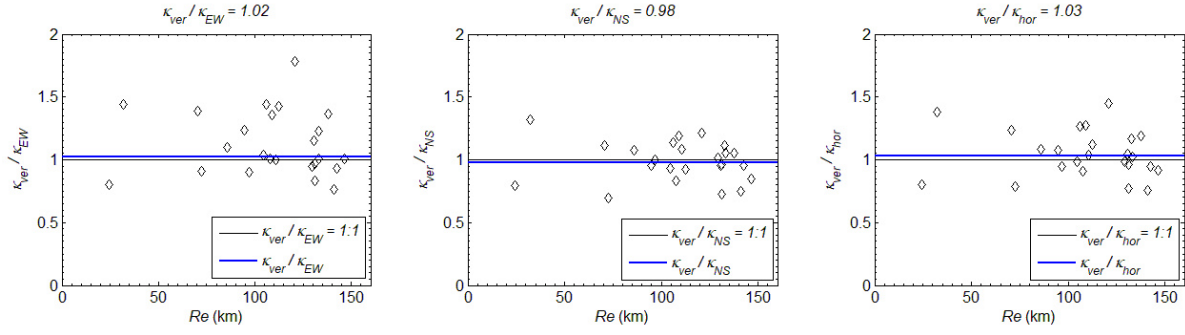 κver / κEW = 1.02
2
1.5
1
0.5
0
κver / κEW
κver / κEW = 1:1
κver / κEW
0 50 100 150
Re (km)
κver / κNS = 0.98
2
1.5
1
0.5
0
κver / κNS
κver / κNS = 1:1
κver / κNS
0 50 100 150
Re (km)
κver / κhor = 1.03
2
1.5
1
0.5
0
κver / κhor
κver / κhor = 1:1
κver / κhor
0 50 100 150
Re (km)